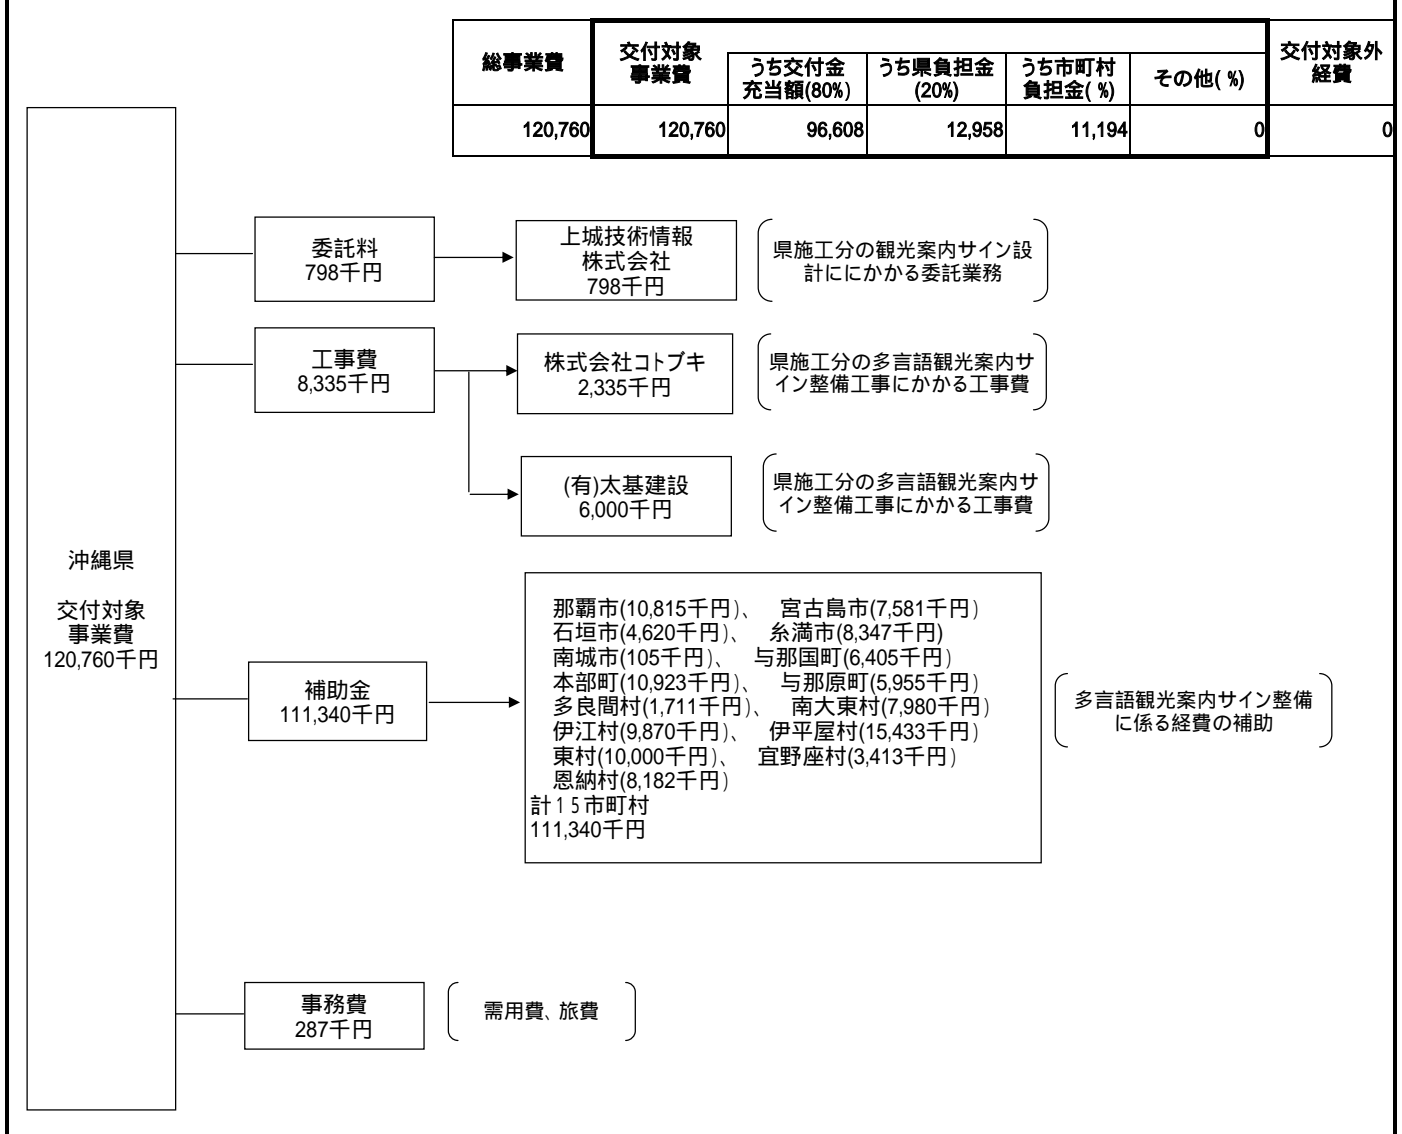 総事業費
交付対象
事業費
うち交付金
充当額(80%)
うち県負担金
(20%)
うち市町村
負担金( %)
その他( %)
交付対象外
経費
120,760
120,760
96,608
12,958
11,194
0
0
沖縄県
交付対象
事業費
120,760千円
委託料
798千円
上城技術情報
株式会社
798千円
県施工分の観光案内サイン設
計ににかかる委託業務
工事費
8,335千円
株式会社コトブキ
2,335千円
県施工分の多言語観光案内サ
イン整備工事にかかる工事費
(有)太基建設
6,000千円
県施工分の多言語観光案内サ
イン整備工事にかかる工事費
補助金
111,340千円
那覇市(10,815千円)、 宮古島市(7,581千円)
石垣市(4,620千円)、 糸満市(8,347千円)
南城市(105千円)、 与那国町(6,405千円)
本部町(10,923千円)、 与那原町(5,955千円)
多良間村(1,711千円)、 南大東村(7,980千円)
伊江村(9,870千円)、 伊平屋村(15,433千円)
東村(10,000千円)、 宜野座村(3,413千円)
恩納村(8,182千円)
計15市町村
111,340千円
多言語観光案内サイン整備
に係る経費の補助
事務費
287千円
需用費、旅費